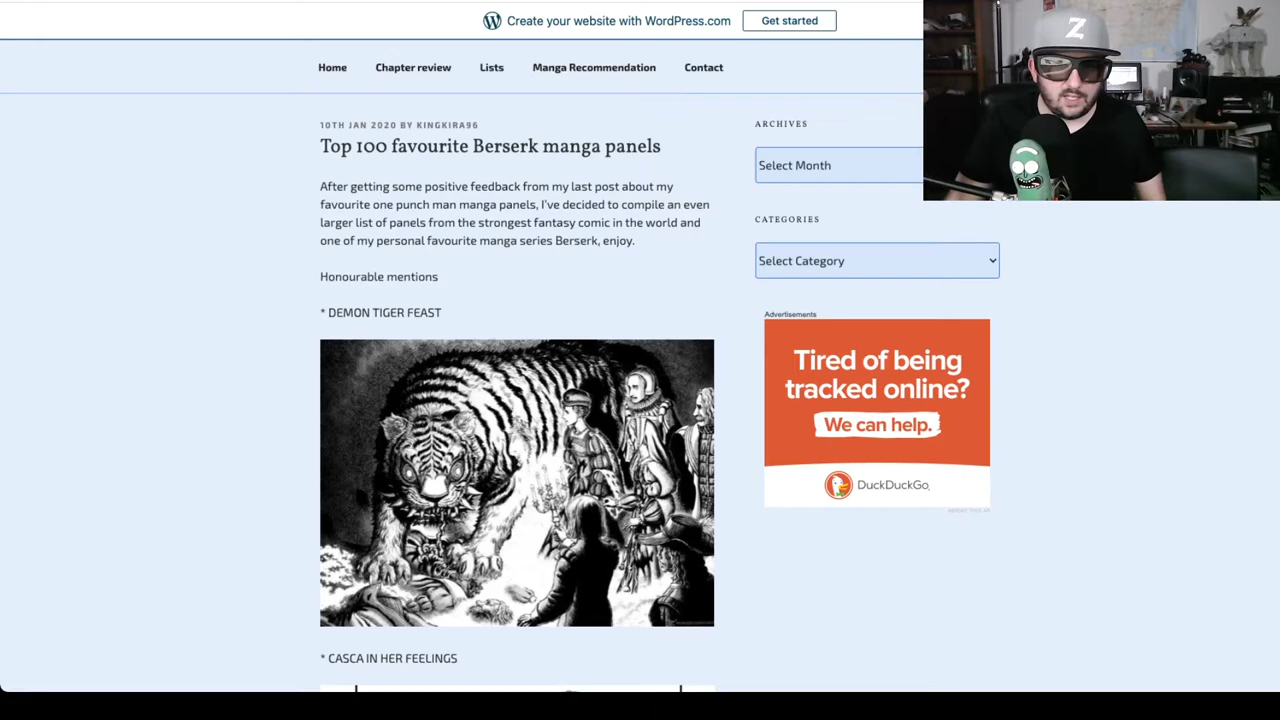 Create your website with WordPress.com
Get started
Home
Chapter review
Lists
Manga Recommendation
Contact
10TH JAN 2020 BY KINGKIRA96
Top 100 favourite Berserk manga panels
After getting some positive feedback from my last post about my
favourite one punch man manga panels, I've decided to compile an even
larger list of panels from the strongest fantasy comic in the world and
one of my personal favourite manga series Berserk, enjoy.
Honourable mentions
* DEMON TIGER FEAST
* CASCA IN HER FEELINGS
ARCHIVES
Select Month
CATEGORIES
Select Category
Advertisements
Tired of being
tracked online?
We can help.
DuckDuckGo.
REPORT THIS AD
Z